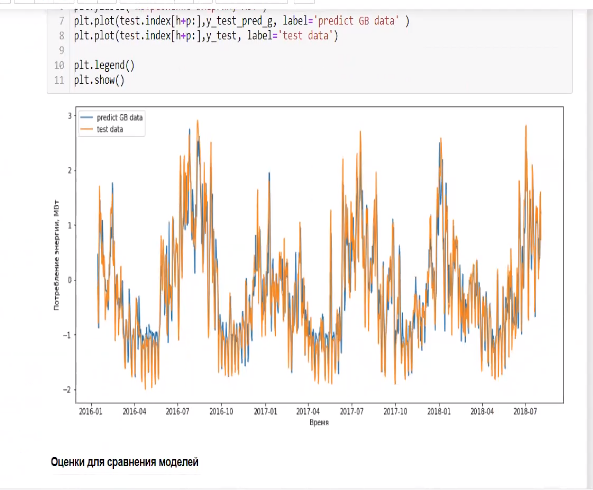 7 plt.plot(test.index[h+p:],y_test_pred_g, label='predict GB data' )
8 plt.plot(test.index[h+p:],y_test, label='test data')
9
10 plt.legend()
11 plt.show()
predict GB data
test data
3
2
1
0
−1
−2
Потребление энергии, МВт
2016-01 2016-04 2016-07 2016-10 2017-01 2017-04 2017-07 2017-10 2018-01 2018-04 2018-07
Время
Оценки для сравнения моделей